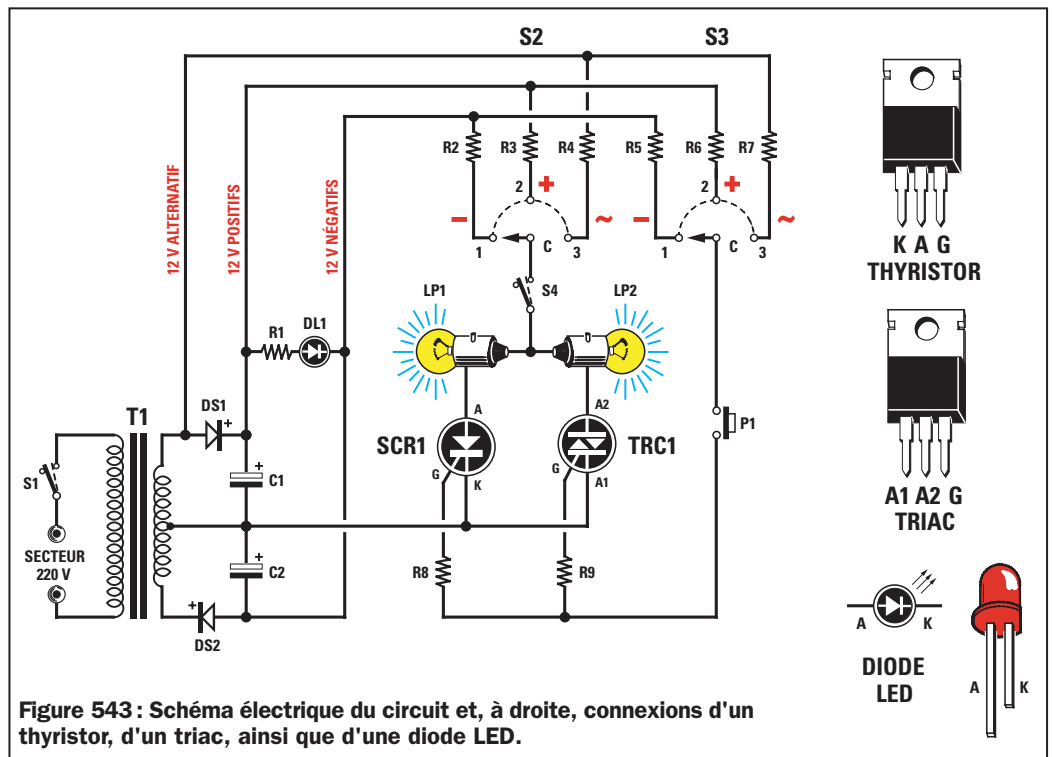 S2
S3
R2
R3
R4
R5
R6
R7
12 V ALTERNATIF
12 V POSITIFS
12 V NÉGATIFS
2
+
2
+
–
~
–
~
1
C
3
1
C
3
S4
LP1
LP2
R1
DL1
T1
DS1
+
A
A2
SCR1
TRC1
P1
G
K
G
A1
S1
+
C1
SECTEUR
220 V
+
C2
R8
R9
+
DS2
K A G
THYRISTOR
A1 A2 G
TRIAC
A
K
DIODE
LED
A
K
Figure 543 : Schéma électrique du circuit et, à droite, connexions d'un
thyristor, d'un triac, ainsi que d'une diode LED.